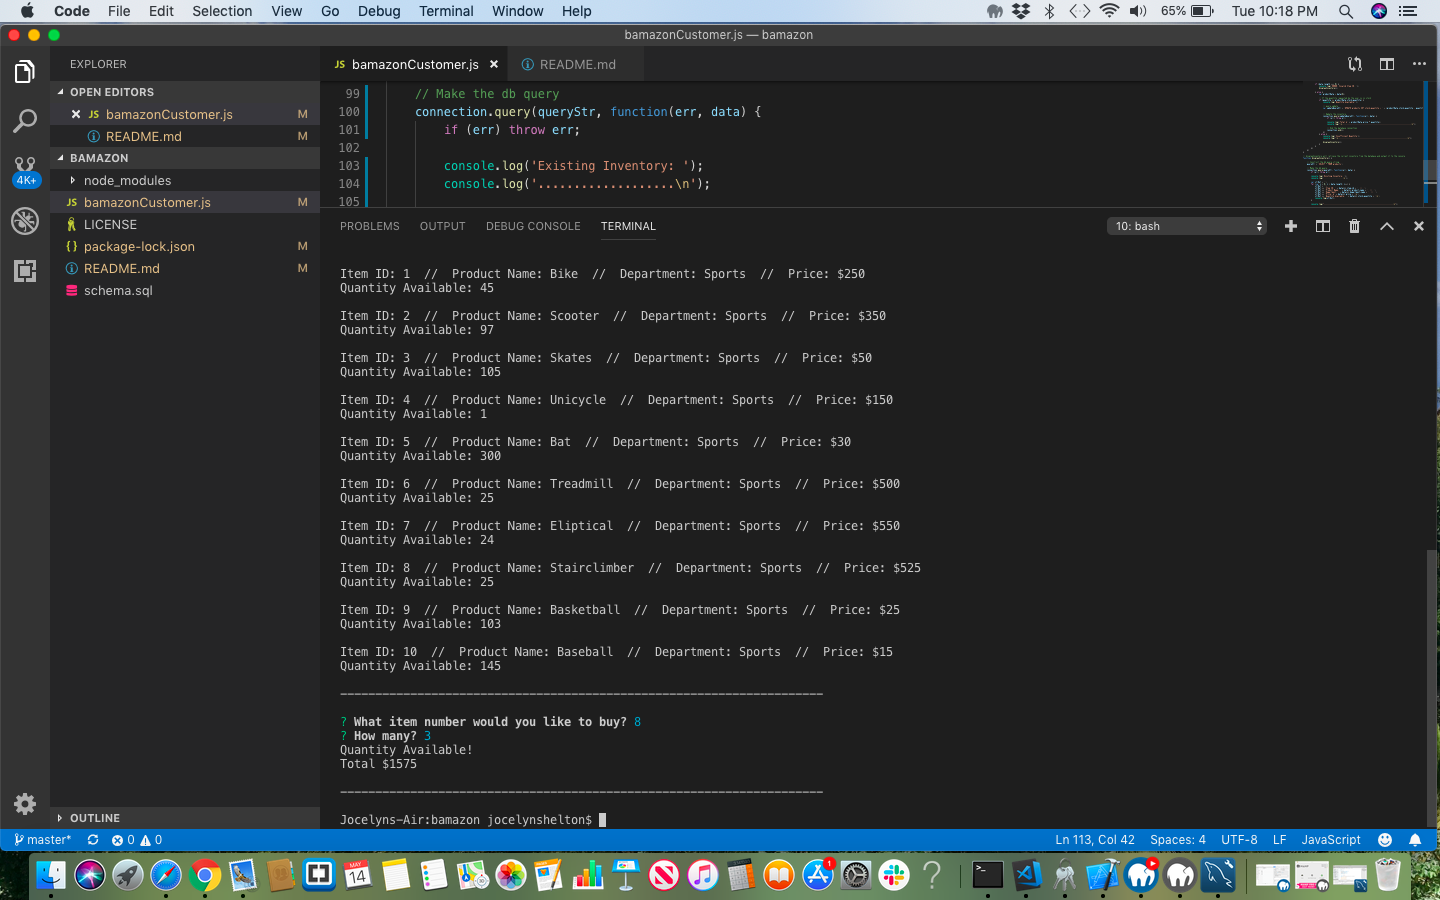 Code File Edit Selection View Go Debug Terminal Window Help 65% Tue 10:18 PM
bamazonCustomer.js — bamazon
EXPLORER
OPEN EDITORS
JS bamazonCustomer.js M
README.md M
BAMAZON
node_modules
JS bamazonCustomer.js M
LICENSE
{} package-lock.json M
README.md M
schema.sql
4K+
OUTLINE
JS bamazonCustomer.js README.md
99 // Make the db query
100 connection.query(queryStr, function(err, data) {
101 if (err) throw err;
102
103 console.log('Existing Inventory: ');
104 console.log('...................\n');
105
PROBLEMS OUTPUT DEBUG CONSOLE TERMINAL 10: bash
Item ID: 1  //  Product Name: Bike  //  Department: Sports  //  Price: $250
Quantity Available: 45
Item ID: 2  //  Product Name: Scooter  //  Department: Sports  //  Price: $350
Quantity Available: 97
Item ID: 3  //  Product Name: Skates  //  Department: Sports  //  Price: $50
Quantity Available: 105
Item ID: 4  //  Product Name: Unicycle  //  Department: Sports  //  Price: $150
Quantity Available: 1
Item ID: 5  //  Product Name: Bat  //  Department: Sports  //  Price: $30
Quantity Available: 300
Item ID: 6  //  Product Name: Treadmill  //  Department: Sports  //  Price: $500
Quantity Available: 25
Item ID: 7  //  Product Name: Eliptical  //  Department: Sports  //  Price: $550
Quantity Available: 24
Item ID: 8  //  Product Name: Stairclimber  //  Department: Sports  //  Price: $525
Quantity Available: 25
Item ID: 9  //  Product Name: Basketball  //  Department: Sports  //  Price: $25
Quantity Available: 103
Item ID: 10  //  Product Name: Baseball  //  Department: Sports  //  Price: $15
Quantity Available: 145
---------------------------------------------------------------------
? What item number would you like to buy? 8
? How many? 3
Quantity Available!
Total $1575
---------------------------------------------------------------------
Jocelyns-Air:bamazon jocelynshelton$
master* 0 0 Ln 113, Col 42 Spaces: 4 UTF-8 LF JavaScript
MAY
14
1